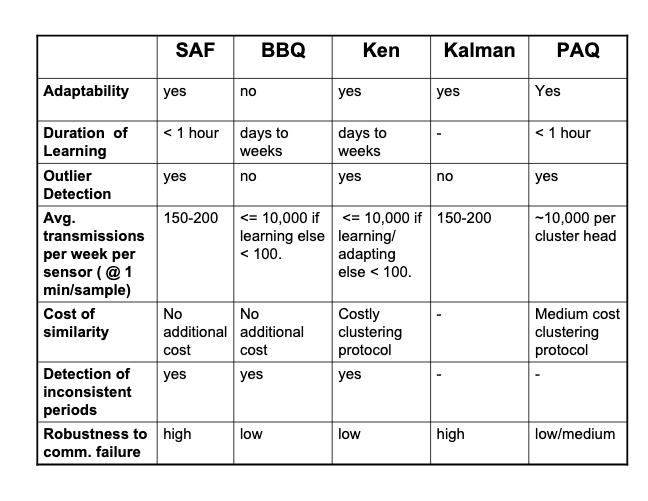 SAF BBQ Ken Kalman PAQ
Adaptability yes no yes yes Yes
Duration of < 1 hour days to days to - < 1 hour
Learning weeks weeks
Outlier yes no yes no yes
Detection
Avg. 150-200 <= 10,000 if <= 10,000 if 150-200 ~10,000 per
transmissions learning else learning/ cluster head
per week per < 100. adapting
sensor ( @ 1 else < 100.
min/sample)
Cost of No No Costly - Medium cost
similarity additional additional clustering clustering
cost cost protocol protocol
Detection of yes yes yes - -
inconsistent
periods
Robustness to high low low high low/medium
comm. failure